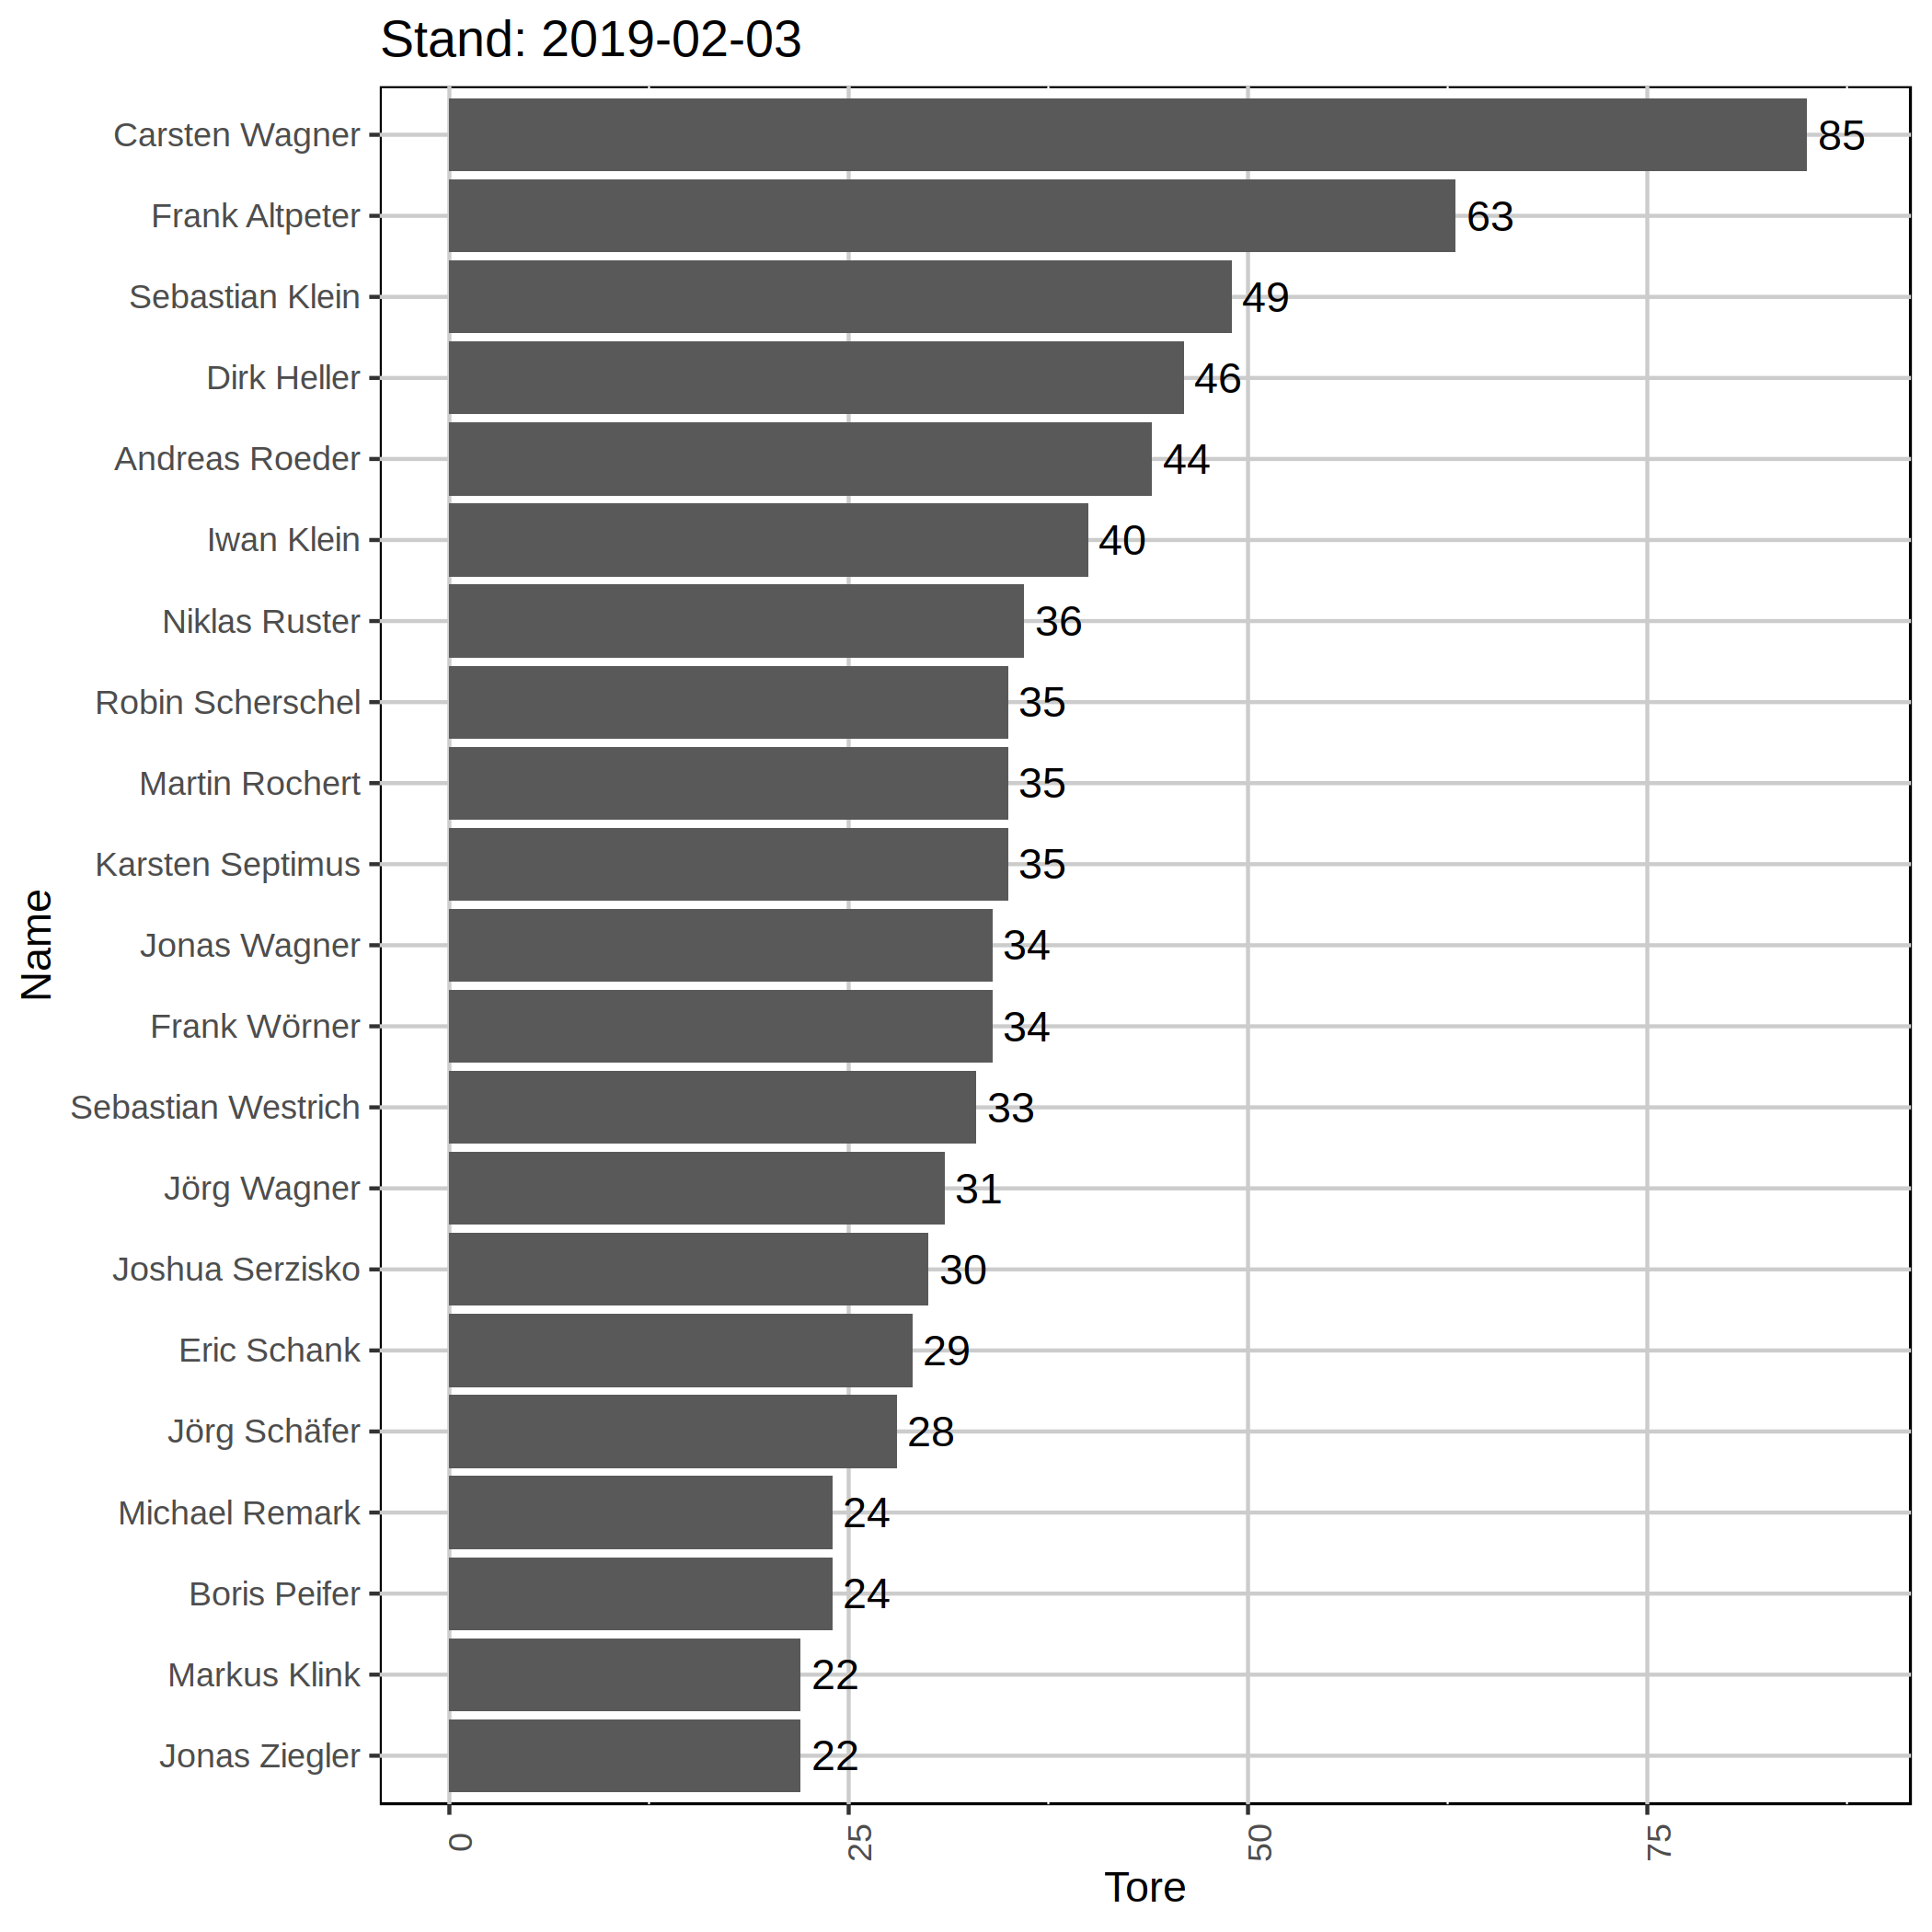 Stand: 2019-02-03
Carsten Wagner 85
Frank Altpeter 63
Sebastian Klein 49
Dirk Heller 46
Andreas Roeder 44
Iwan Klein 40
Niklas Ruster 36
Robin Scherschel 35
Martin Rochert 35
Karsten Septimus 35
Jonas Wagner 34
Frank Wörner 34
Sebastian Westrich 33
Jörg Wagner 31
Joshua Serzisko 30
Eric Schank 29
Jörg Schäfer 28
Michael Remark 24
Boris Peifer 24
Markus Klink 22
Jonas Ziegler 22
Name
0 25 50 75
Tore